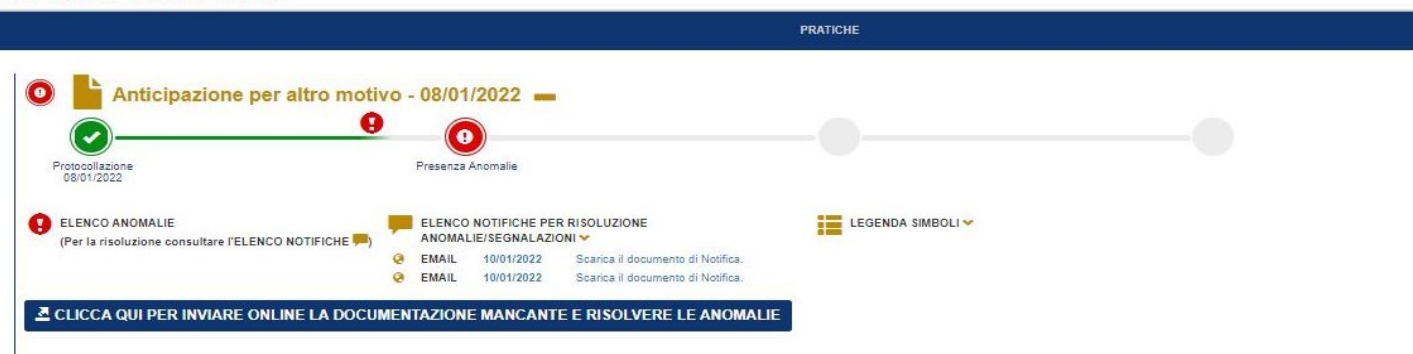 PRATICHE
Anticipazione per altro motivo - 08/01/2022
Protocollazione
08/01/2022
Presenza Anomalie
ELENCO ANOMALIE
(Per la risoluzione consultare l'ELENCO NOTIFICHE )
ELENCO NOTIFICHE PER RISOLUZIONE
ANOMALIE/SEGNALAZIONI
EMAIL 10/01/2022 Scarica il documento di Notifica.
EMAIL 10/01/2022 Scarica il documento di Notifica.
LEGENDA SIMBOLI
CLICCA QUI PER INVIARE ONLINE LA DOCUMENTAZIONE MANCANTE E RISOLVERE LE ANOMALIE